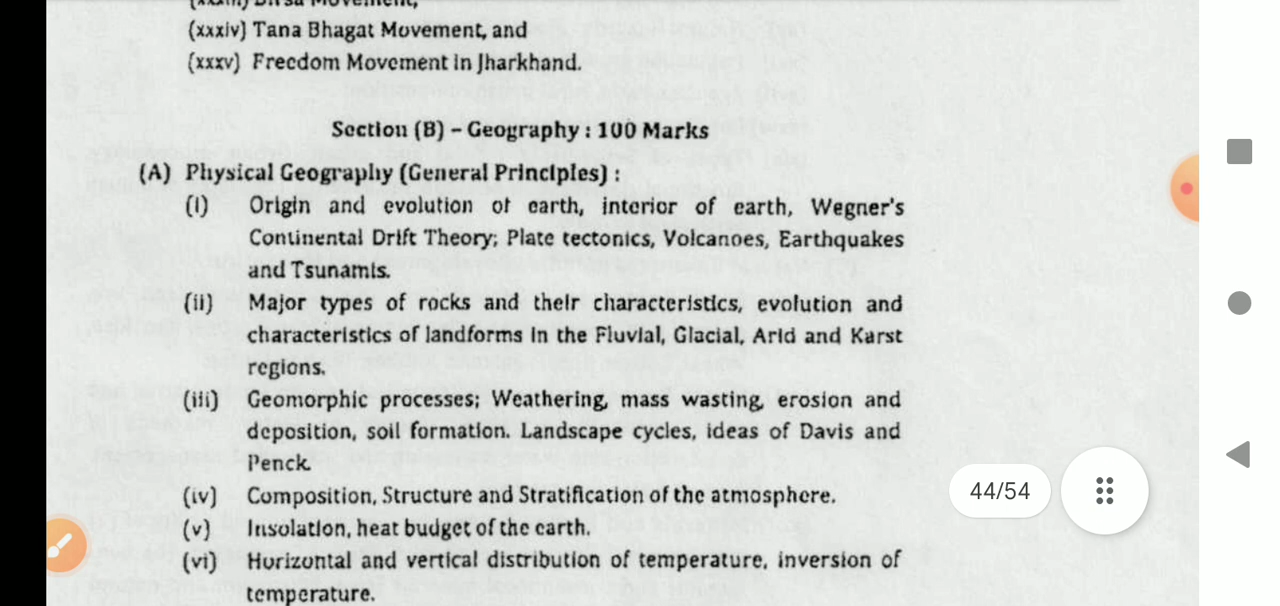 (xxxiii) Birsa Movement,
(xxxiv) Tana Bhagat Movement, and
(xxxv) Freedom Movement in Jharkhand.
Section (B) – Geography : 100 Marks
(A) Physical Geography (General Principles) :
(i) Origin and evolution of earth, interior of earth, Wegner's
Continental Drift Theory; Plate tectonics, Volcanoes, Earthquakes
and Tsunamis.
(ii) Major types of rocks and their characteristics, evolution and
characteristics of landforms in the Fluvial, Glacial, Arid and Karst
regions.
(iii) Geomorphic processes; Weathering, mass wasting, erosion and
deposition, soil formation. Landscape cycles, ideas of Davis and
Penck.
(iv) Composition, Structure and Stratification of the atmosphere.
(v) Insolation, heat budget of the earth.
(vi) Horizontal and vertical distribution of temperature, inversion of
temperature.
44/54